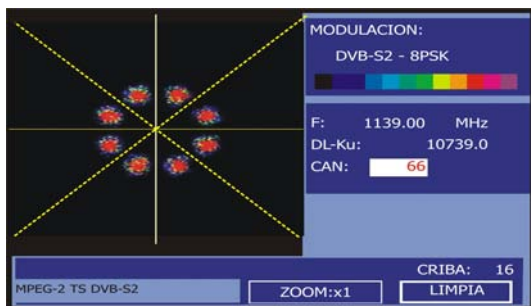 MODULACION:
DVB-S2 - 8PSK
F: 1139.00 MHz
DL-Ku: 10739.0
CAN: 66
CRIBA: 16
MPEG-2 TS DVB-S2
ZOOM:x1
LIMPIA